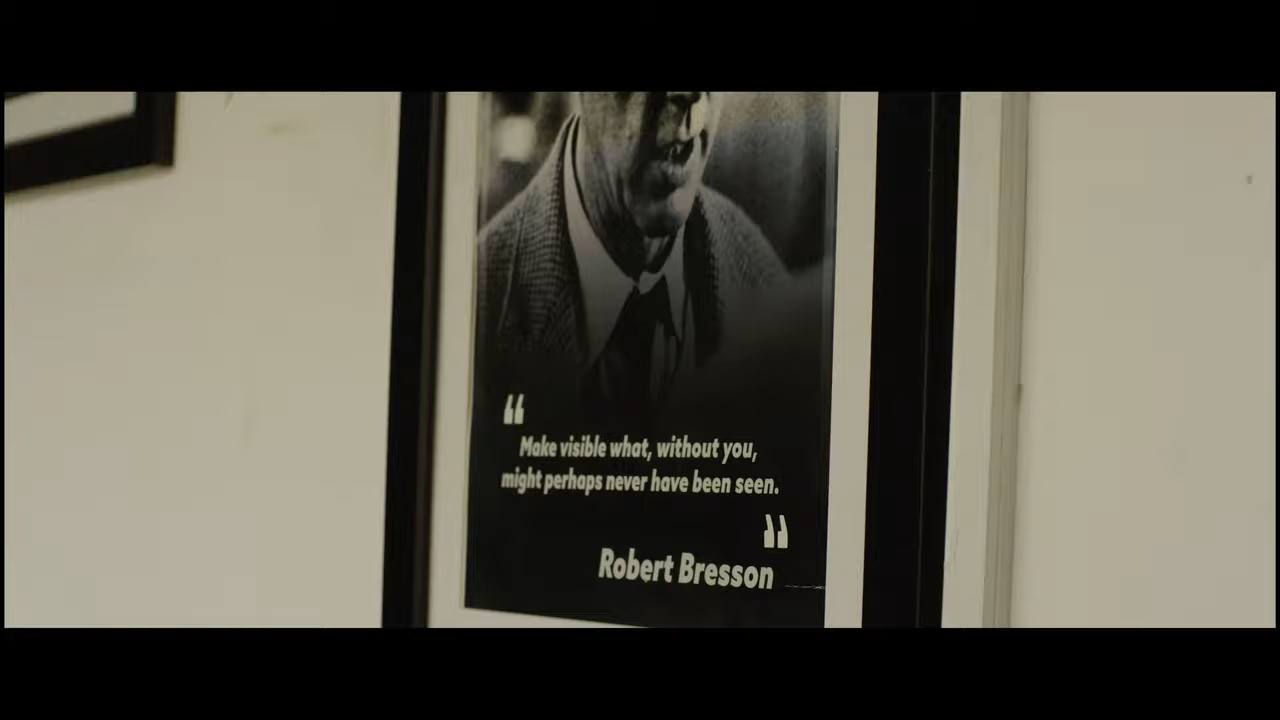 “
Make visible what, without you,
might perhaps never have been seen.
”
Robert Bresson